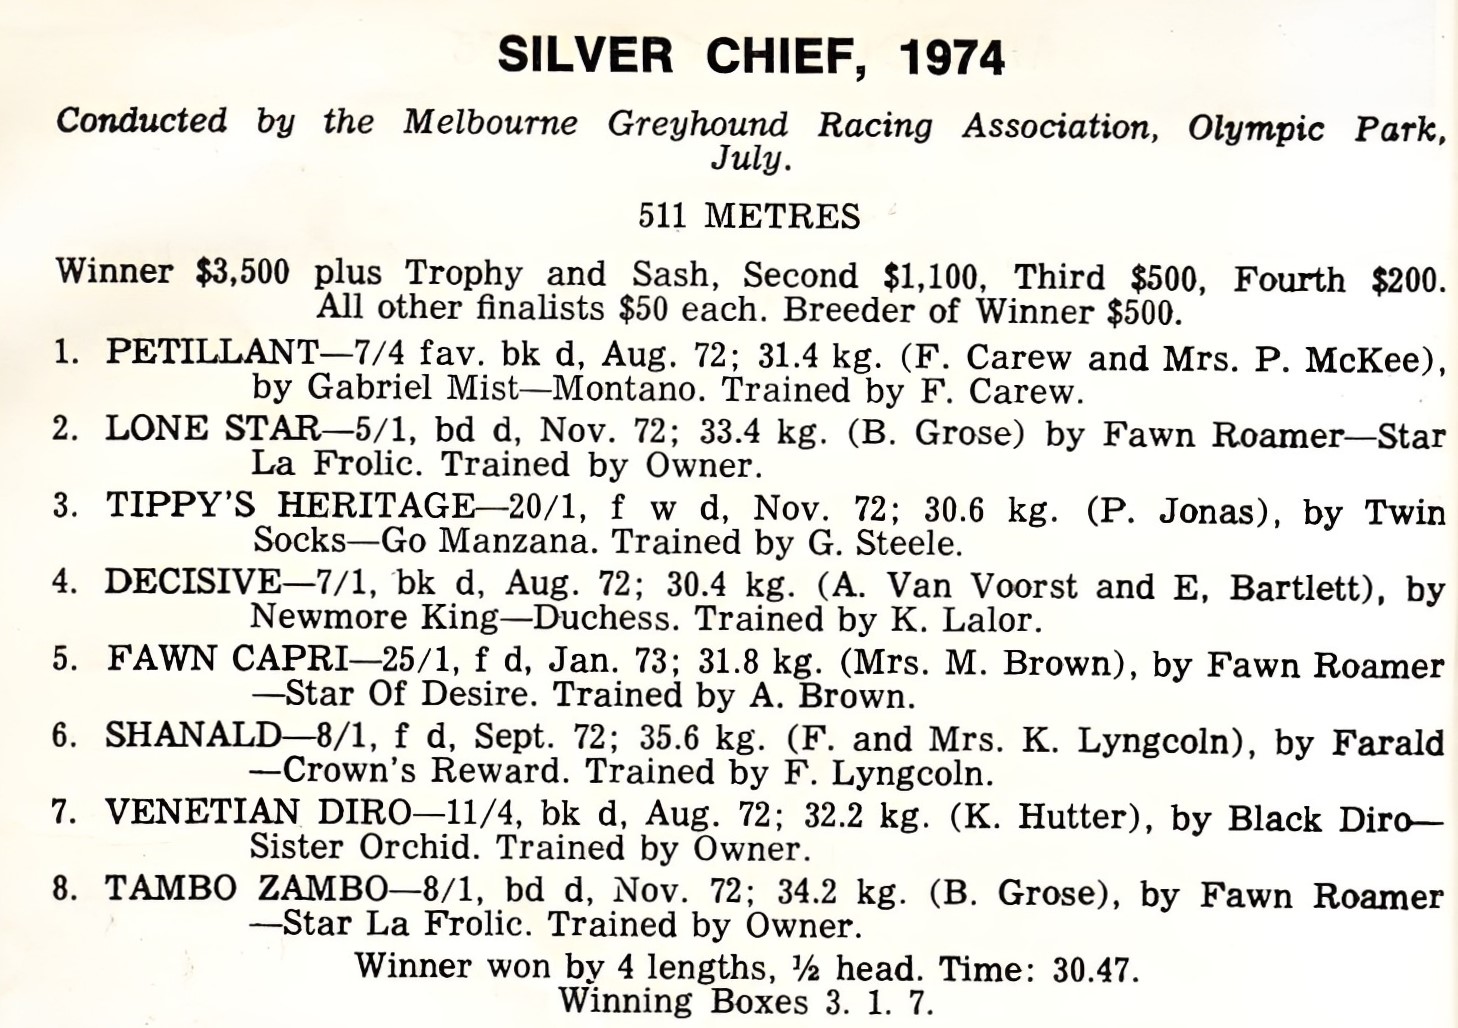 SILVER CHIEF, 1974
Conducted by the Melbourne Greyhound Racing Association, Olympic Park,
July.
511 METRES
Winner $3,500 plus Trophy and Sash, Second $1,100, Third $500, Fourth $200.
All other finalists $50 each. Breeder of Winner $500.
1. PETILLANT—7/4 fav. bk d, Aug. 72; 31.4 kg. (F. Carew and Mrs. P. McKee),
by Gabriel Mist—Montano. Trained by F. Carew.
2. LONE STAR—5/1, bd d, Nov. 72; 33.4 kg. (B. Grose) by Fawn Roamer—Star
La Frolic. Trained by Owner.
3. TIPPY'S HERITAGE—20/1, f w d, Nov. 72; 30.6 kg. (P. Jonas), by Twin
Socks—Go Manzana. Trained by G. Steele.
4. DECISIVE—7/1, bk d, Aug. 72; 30.4 kg. (A. Van Voorst and E, Bartlett), by
Newmore King—Duchess. Trained by K. Lalor.
5. FAWN CAPRI—25/1, f d, Jan. 73; 31.8 kg. (Mrs. M. Brown), by Fawn Roamer
—Star Of Desire. Trained by A. Brown.
6. SHANALD—8/1, f d, Sept. 72; 35.6 kg. (F. and Mrs. K. Lyngcoln), by Farald
—Crown's Reward. Trained by F. Lyngcoln.
7. VENETIAN DIRO—11/4, bk d, Aug. 72; 32.2 kg. (K. Hutter), by Black Diro—
Sister Orchid. Trained by Owner.
8. TAMBO ZAMBO—8/1, bd d, Nov. 72; 34.2 kg. (B. Grose), by Fawn Roamer
—Star La Frolic. Trained by Owner.
Winner won by 4 lengths, ½ head. Time: 30.47.
Winning Boxes 3. 1. 7.